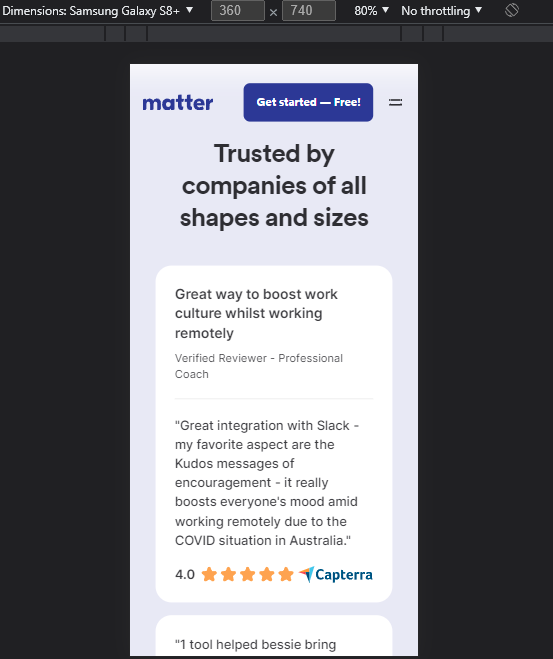 Dimensions: Samsung Galaxy S8+ ▼ 360 × 740 80% ▼ No throttling ▼
matter Get started — Free!
Trusted by
companies of all
shapes and sizes
Great way to boost work
culture whilst working
remotely
Verified Reviewer - Professional
Coach
"Great integration with Slack -
my favorite aspect are the
Kudos messages of
encouragement - it really
boosts everyone's mood amid
working remotely due to the
COVID situation in Australia."
4.0 Capterra
"1 tool helped bessie bring